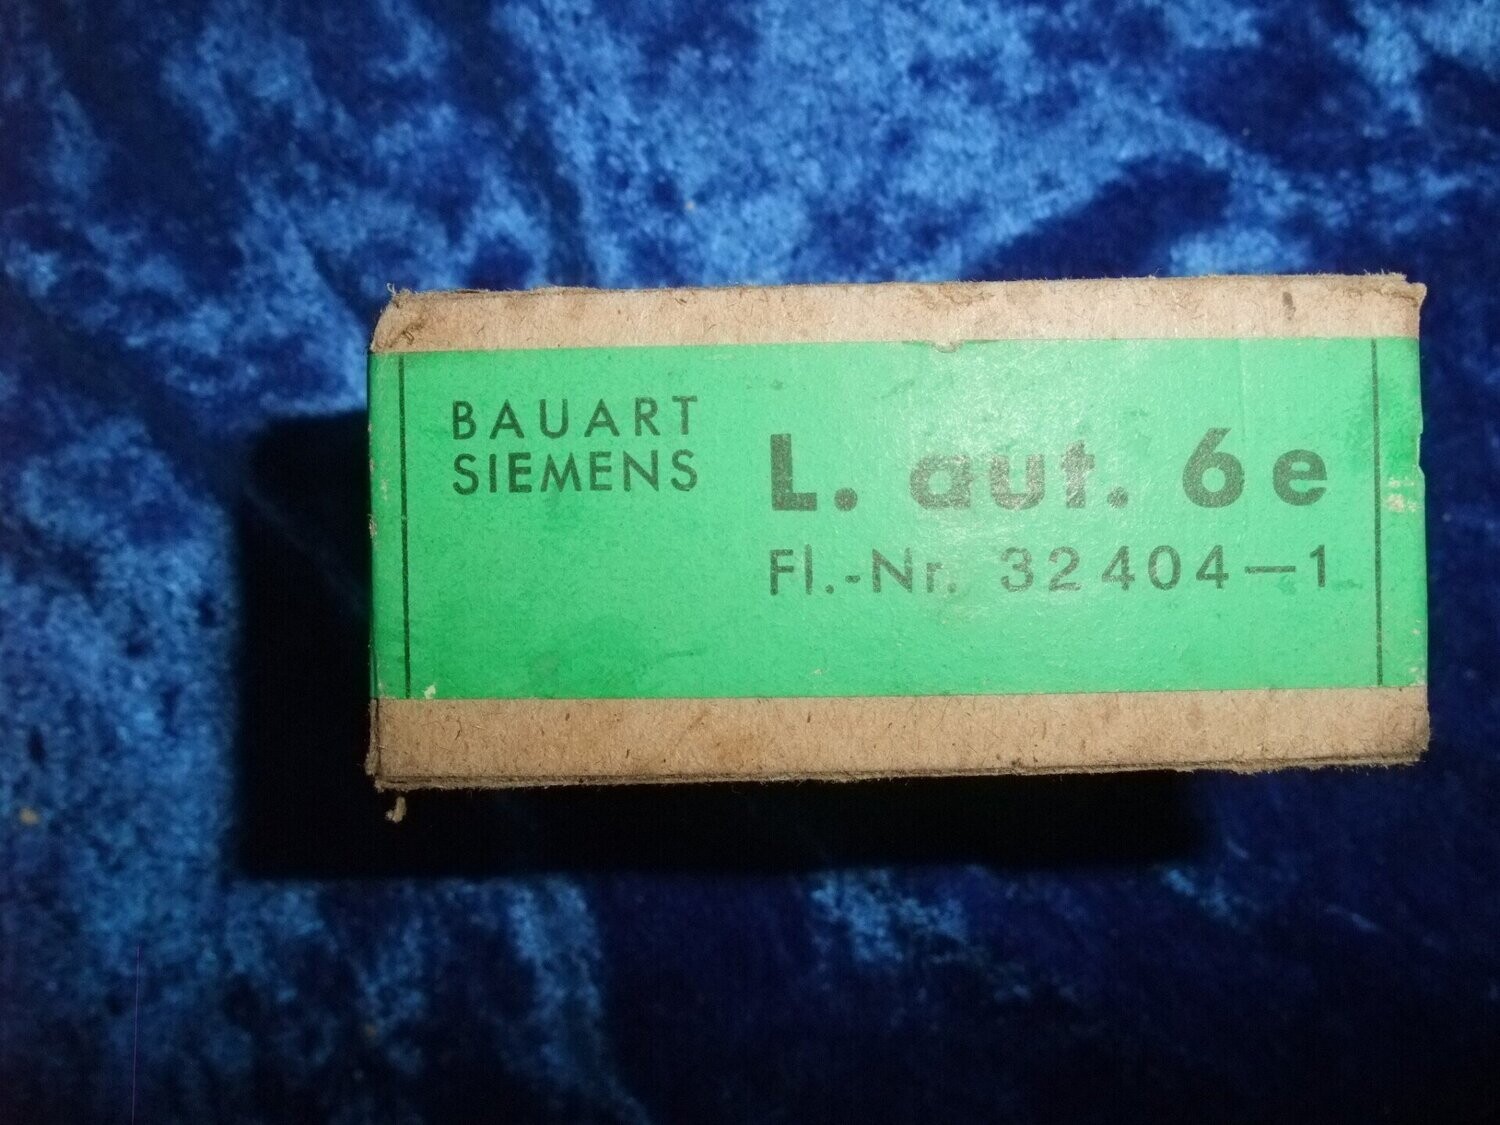 BAUART
SIEMENS
L. aut. 6e
Fl.-Nr. 32404-1